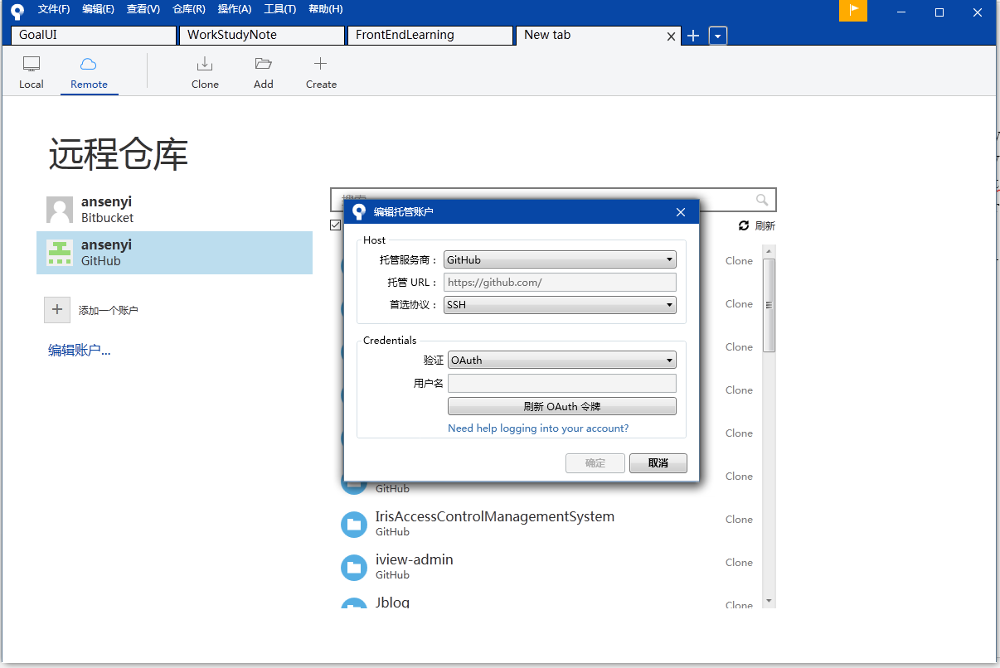 文件(F) 编辑(E) 查看(V) 仓库(R) 操作(A) 工具(T) 帮助(H)
GoalUI WorkStudyNote FrontEndLearning New tab
Local Remote Clone Add Create
远程仓库
ansenyi
Bitbucket
ansenyi
GitHub
添加一个账户
编辑账户...
刷新
编辑托管账户
Host
托管服务商： GitHub
托管 URL： https://github.com/
首选协议： SSH
Credentials
验证 OAuth
用户名
刷新 OAuth 令牌
Need help logging into your account?
确定 取消
Clone
Clone
Clone
Clone
Clone
Clone
GitHub
IrisAccessControlManagementSystem
GitHub
Clone
iview-admin
GitHub
Clone
Jblog
Clone